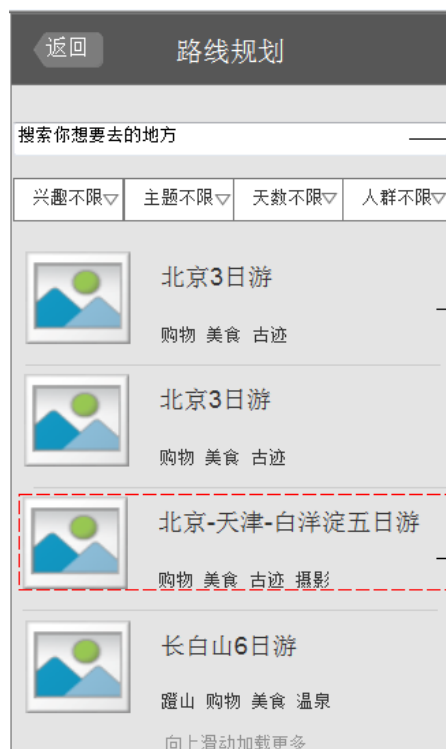 返回 路线规划
搜索你想要去的地方
兴趣不限 主题不限 天数不限 人群不限
北京3日游
购物 美食 古迹
北京3日游
购物 美食 古迹
北京-天津-白洋淀五日游
购物 美食 古迹 摄影
长白山6日游
蹬山 购物 美食 温泉
向上滑动加载更多